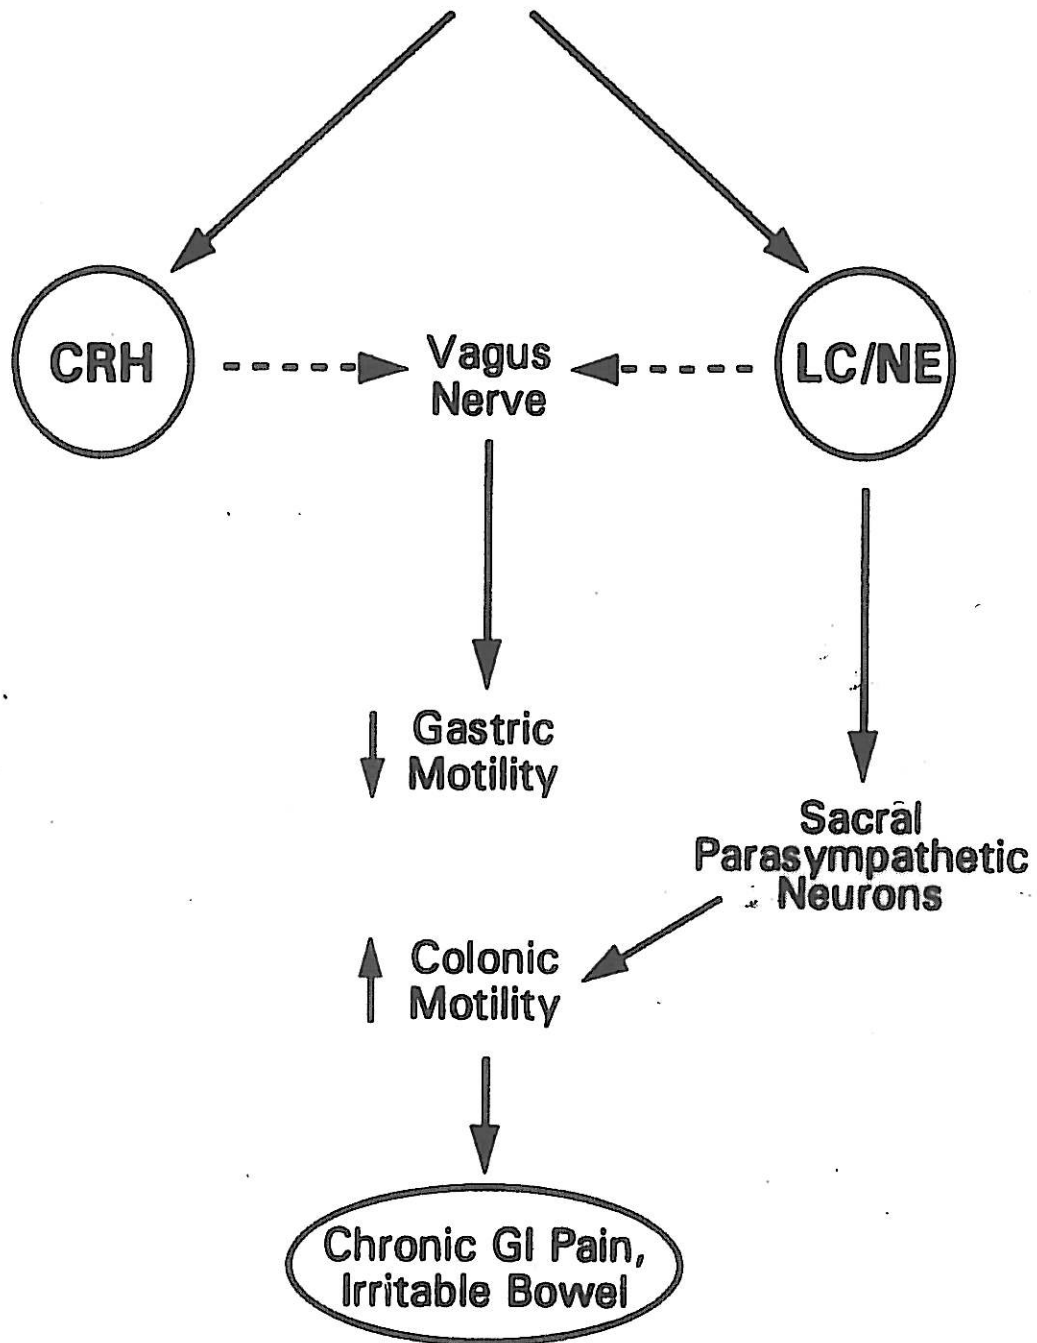 CRH
Vagus
Nerve
LC/NE
Gastric
Motility
Sacral
Parasympathetic
Neurons
Colonic
Motility
Chronic GI Pain,
Irritable Bowel